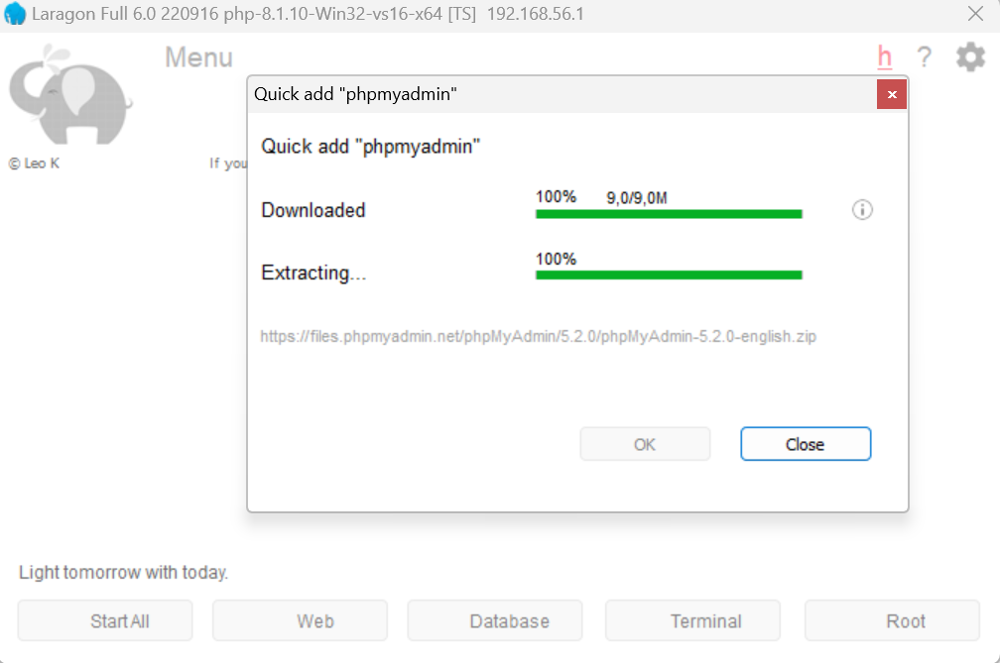 Laragon Full 6.0 220916 php-8.1.10-Win32-vs16-x64 [TS] 192.168.56.1
Menu
h ?
Quick add "phpmyadmin"
© Leo K
If you
Quick add "phpmyadmin"
Downloaded
100% 9,0/9,0M
Extracting...
100%
https://files.phpmyadmin.net/phpMyAdmin/5.2.0/phpMyAdmin-5.2.0-english.zip
OK Close
Light tomorrow with today.
Start All Web Database Terminal Root